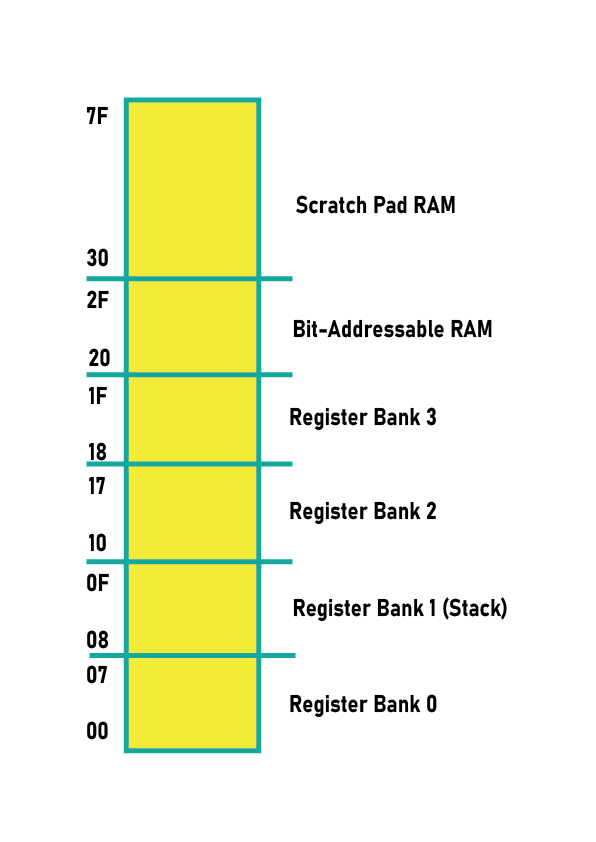 7F
Scratch Pad RAM
30
2F
Bit-Addressable RAM
20
1F
Register Bank 3
18
17
Register Bank 2
10
0F
Register Bank 1 (Stack)
08
07
Register Bank 0
00